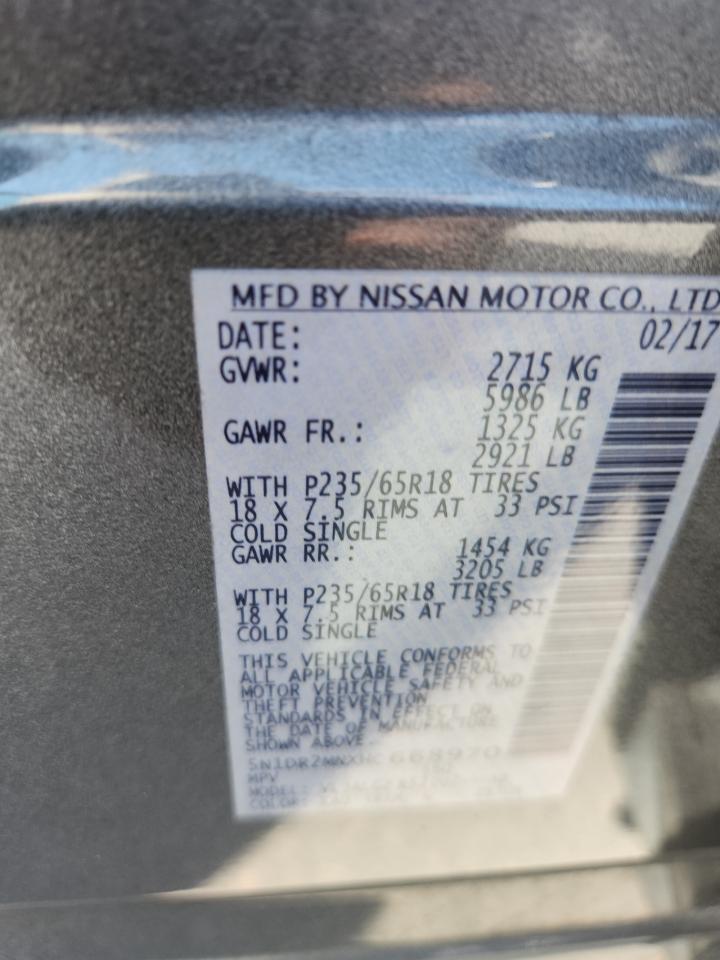 MFD BY NISSAN MOTOR CO., LTD
DATE: 02/17
GVWR: 2715 KG
5986 LB
GAWR FR.: 1325 KG
2921 LB
WITH P235/65R18 TIRES
18 X 7.5 RIMS AT 33 PSI
COLD SINGLE
GAWR RR.: 1454 KG
3205 LB
WITH P235/65R18 TIRES
18 X 7.5 RIMS AT 33 PSI
COLD SINGLE
THIS VEHICLE CONFORMS TO
ALL APPLICABLE FEDERAL
MOTOR VEHICLE SAFETY AND
THEFT PREVENTION
STANDARDS IN EFFECT ON
THE DATE OF MANUFACTURE
SHOWN ABOVE.
5N1DR2MNXHC668970
MPV
MODEL:
COLOR: